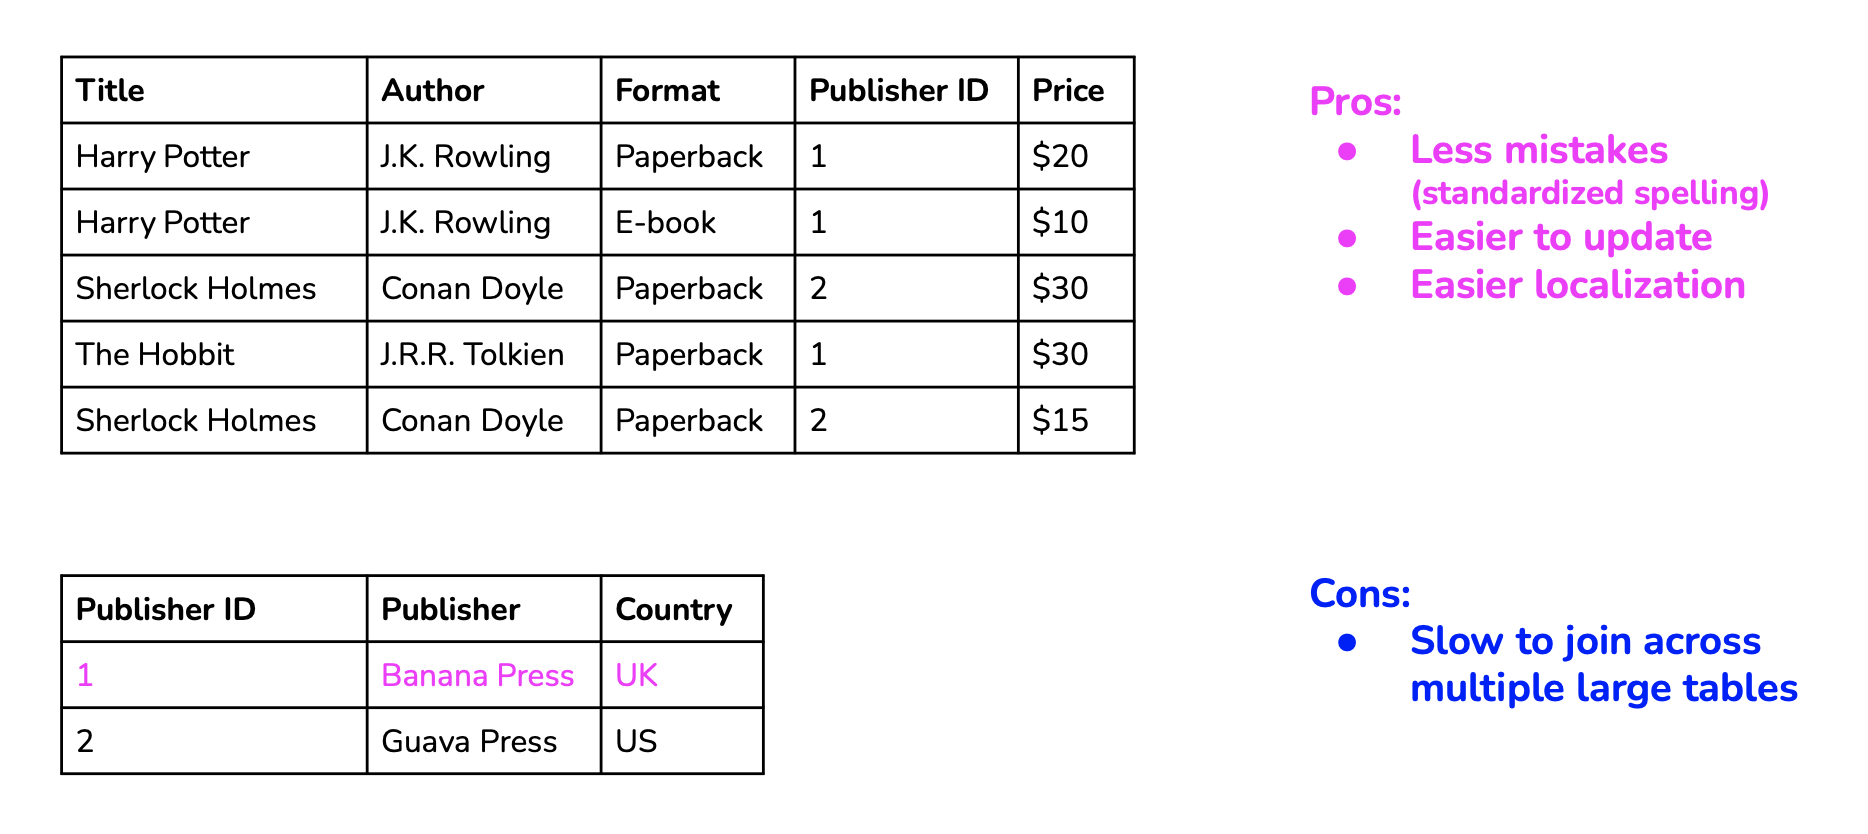 Title Author Format Publisher ID Price
Harry Potter J.K. Rowling Paperback 1 $20
Harry Potter J.K. Rowling E-book 1 $10
Sherlock Holmes Conan Doyle Paperback 2 $30
The Hobbit J.R.R. Tolkien Paperback 1 $30
Sherlock Holmes Conan Doyle Paperback 2 $15
Pros:
● Less mistakes
(standardized spelling)
● Easier to update
● Easier localization
Publisher ID Publisher Country
1 Banana Press UK
2 Guava Press US
Cons:
● Slow to join across
multiple large tables